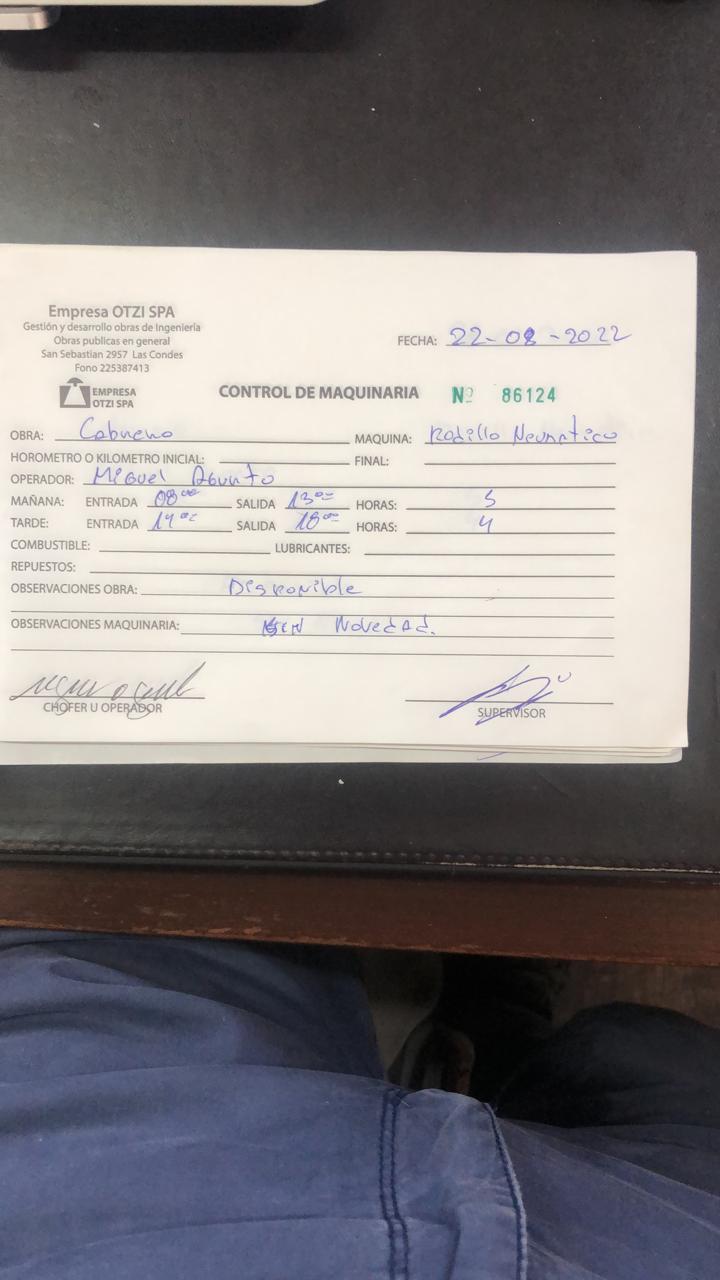 Empresa OTZI SPA
Gestión y desarrollo obras de Ingenieria
Obras publicas en general
San Sebastian 2957 Las Condes
Fono 225387413
FECHA: 22-08-2022
EMPRESA
OTZI SPA
CONTROL DE MAQUINARIA Nº 86124
OBRA: Cabrero MAQUINA: Rodillo Neumatico
HOROMETRO O KILOMETRO INICIAL: FINAL:
OPERADOR: Miguel
MAÑANA: ENTRADA 08:00 SALIDA 13:00 HORAS: 5
TARDE: ENTRADA 14:00 SALIDA 18:00 HORAS: 4
COMBUSTIBLE: LUBRICANTES:
REPUESTOS:
OBSERVACIONES OBRA: Disponible
OBSERVACIONES MAQUINARIA: Sin Novedad.
CHOFER U OPERADOR SUPERVISOR